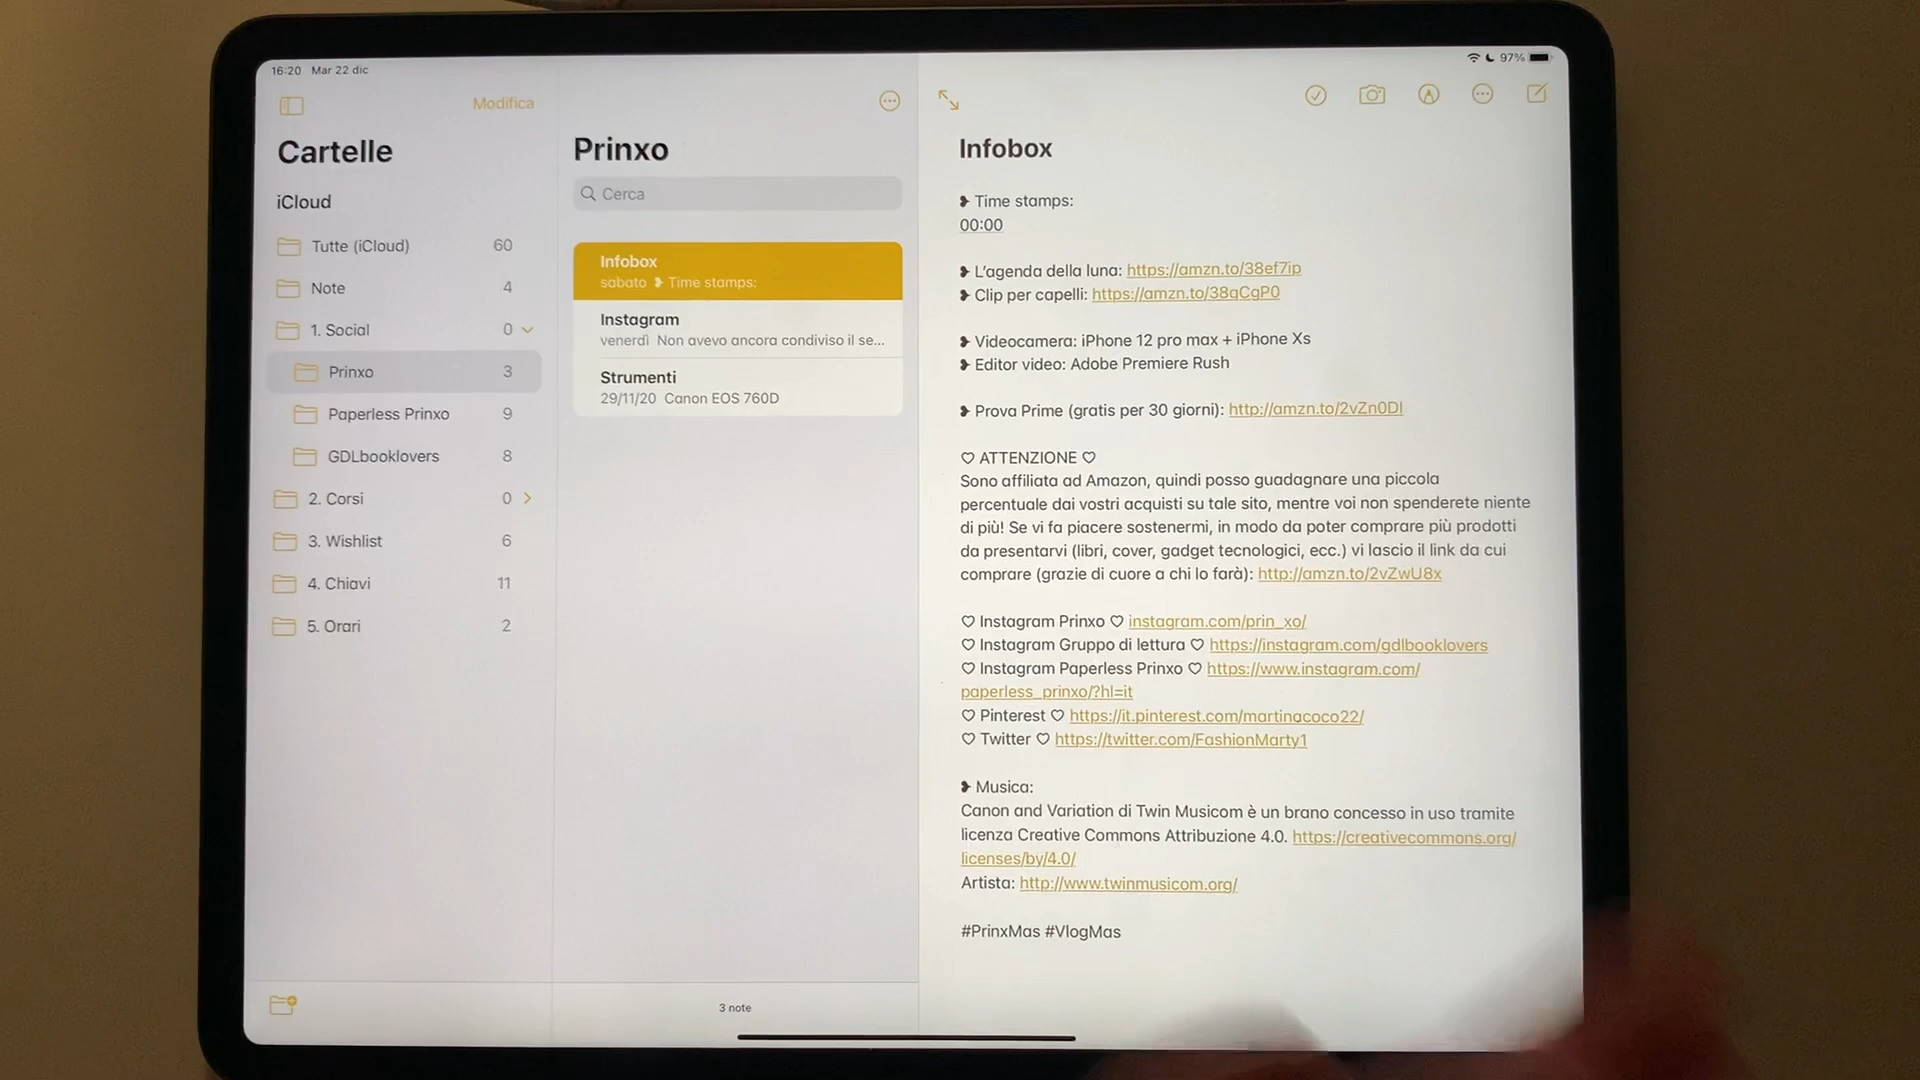 16:20 Mar 22 dic
97%
Modifica
Cartelle
iCloud
Tutte (iCloud) 60
Note 4
1. Social 0
Prinxo 3
Paperless Prinxo 9
GDLbooklovers 8
2. Corsi 0
3. Wishlist 6
4. Chiavi 11
5. Orari 2
Prinxo
Cerca
Infobox
sabato ❥ Time stamps:
Instagram
venerdì Non avevo ancora condiviso il se...
Strumenti
29/11/20 Canon EOS 760D
3 note
Infobox
❥ Time stamps:
00:00
❥ L'agenda della luna: https://amzn.to/38ef7ip
❥ Clip per capelli: https://amzn.to/38qCgP0
❥ Videocamera: iPhone 12 pro max + iPhone Xs
❥ Editor video: Adobe Premiere Rush
❥ Prova Prime (gratis per 30 giorni): http://amzn.to/2vZn0DI
♡ ATTENZIONE ♡
Sono affiliata ad Amazon, quindi posso guadagnare una piccola
percentuale dai vostri acquisti su tale sito, mentre voi non spenderete niente
di più! Se vi fa piacere sostenermi, in modo da poter comprare più prodotti
da presentarvi (libri, cover, gadget tecnologici, ecc.) vi lascio il link da cui
comprare (grazie di cuore a chi lo farà): http://amzn.to/2vZwU8x
♡ Instagram Prinxo ♡ instagram.com/prin_xo/
♡ Instagram Gruppo di lettura ♡ https://instagram.com/gdlbooklovers
♡ Instagram Paperless Prinxo ♡ https://www.instagram.com/
paperless_prinxo/?hl=it
♡ Pinterest ♡ https://it.pinterest.com/martinacoco22/
♡ Twitter ♡ https://twitter.com/FashionMarty1
❥ Musica:
Canon and Variation di Twin Musicom è un brano concesso in uso tramite
licenza Creative Commons Attribuzione 4.0. https://creativecommons.org/
licenses/by/4.0/
Artista: http://www.twinmusicom.org/
#PrinxMas #VlogMas